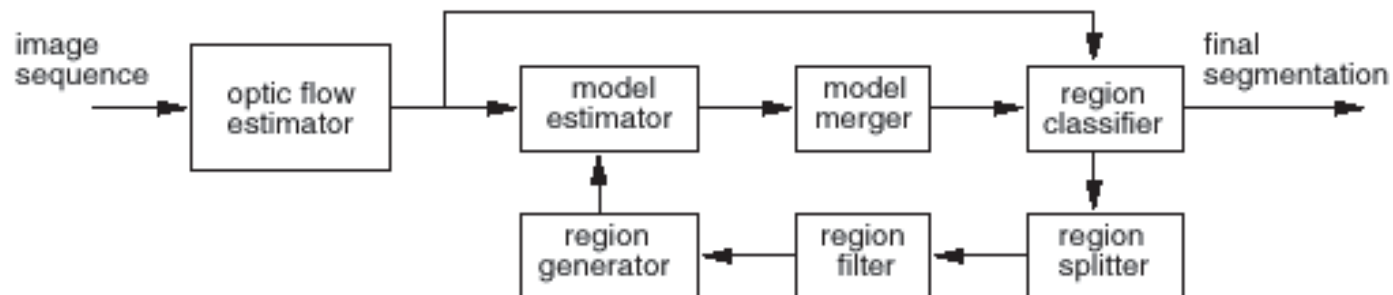 image
sequence
optic flow
estimator
model
estimator
model
merger
region
classifier
final
segmentation
region
generator
region
filter
region
splitter